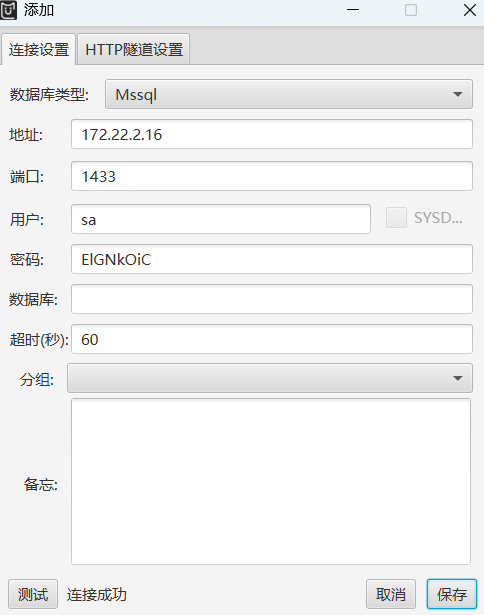 添加
连接设置 HTTP隧道设置
数据库类型: Mssql
地址: 172.22.2.16
端口: 1433
用户: sa SYSD...
密码: ElGNkOiC
数据库:
超时(秒): 60
分组:
备忘:
测试 连接成功 取消 保存